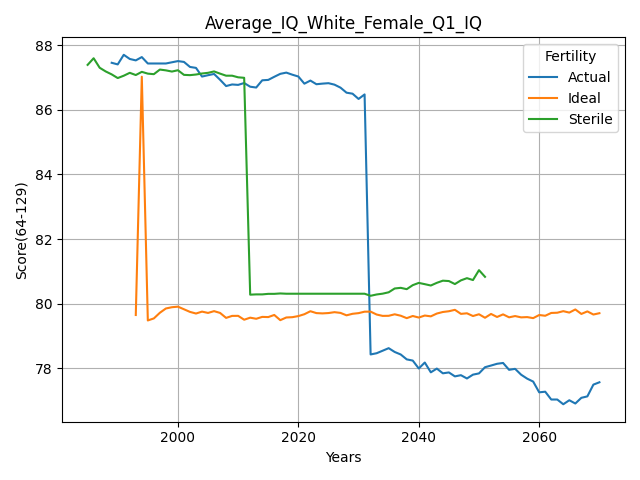 Average_IQ_White_Female_Q1_IQ
Score(64-129)
88
86
84
82
80
78
2000
2020
2040
2060
Years
Fertility
Actual
Ideal
Sterile